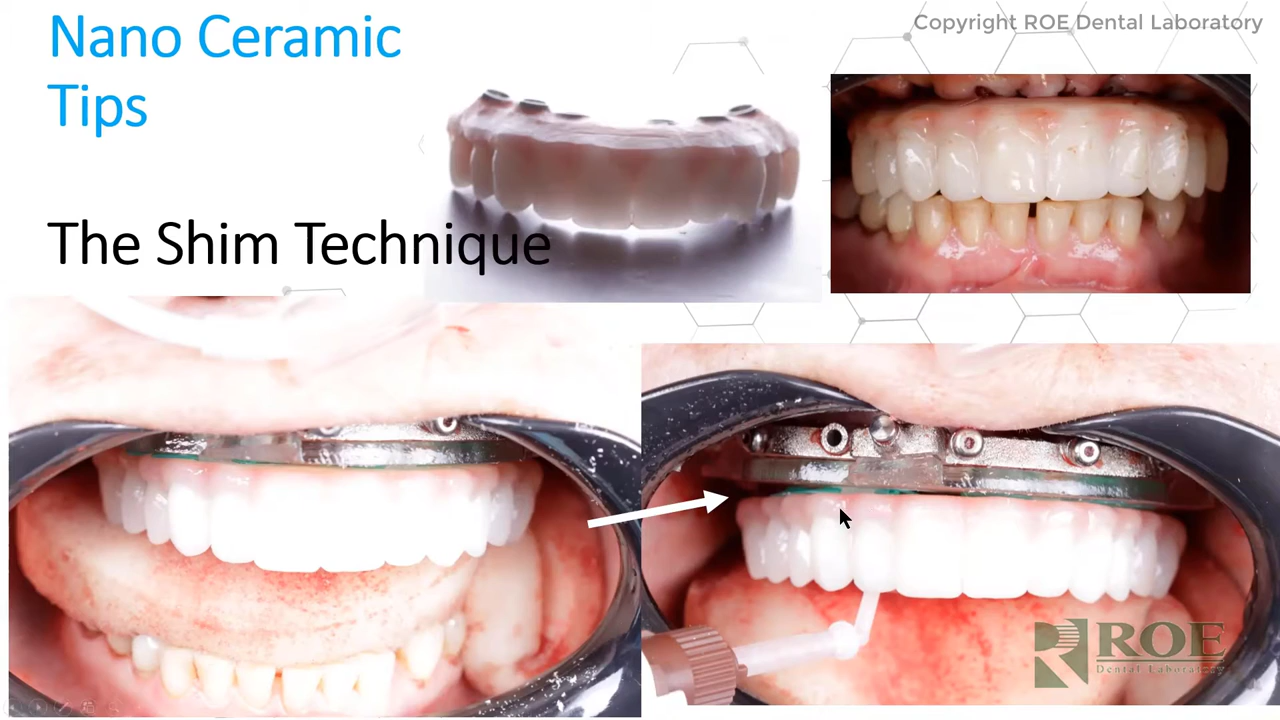 Nano Ceramic
Tips
Copyright ROE Dental Laboratory
The Shim Technique
ROE
Dental Laboratory